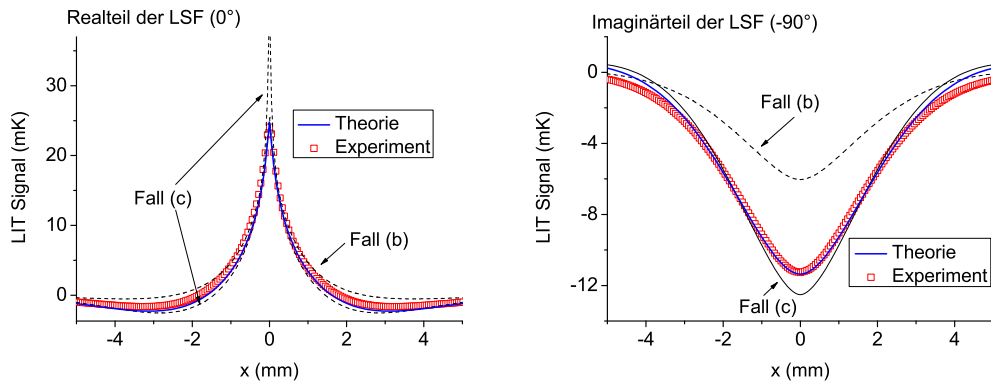 Realteil der LSF (0°)
LIT Signal (mK)
30
20
10
0
-4
-2
0
2
4
x (mm)
Fall (c)
Fall (b)
Theorie
Experiment
Imaginärteil der LSF (-90°)
LIT Signal (mK)
0
-4
-8
-12
-4
-2
0
2
4
x (mm)
Fall (b)
Fall (c)
Theorie
Experiment